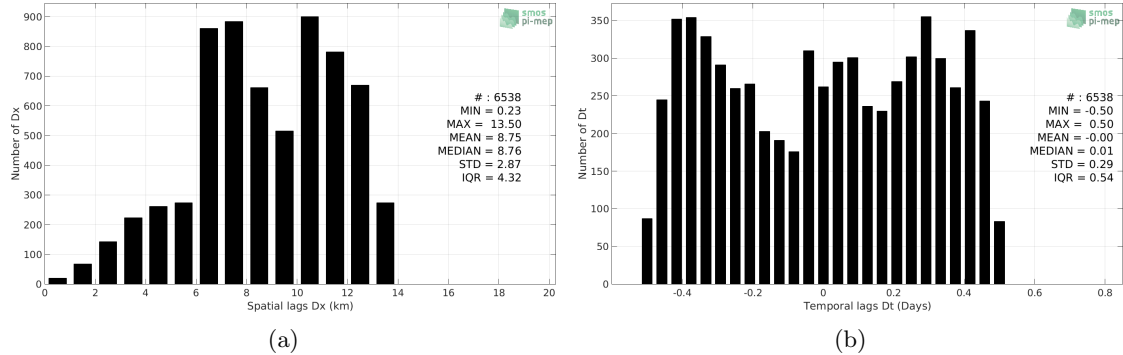 900
800
700
600
500
400
300
200
100
0
0 2 4 6 8 10 12 14 16 18 20
Number of Dx
Spatial lags Dx (km)
smos
pi-mep
# : 6538
MIN = 0.23
MAX = 13.50
MEAN = 8.75
MEDIAN = 8.76
STD = 2.87
IQR = 4.32
(a)
350
300
250
200
150
100
50
0
-0.4 -0.2 0 0.2 0.4 0.6 0.8
Number of Dt
Temporal lags Dt (Days)
smos
pi-mep
# : 6538
MIN = -0.50
MAX = 0.50
MEAN = -0.00
MEDIAN = 0.01
STD = 0.29
IQR = 0.54
(b)